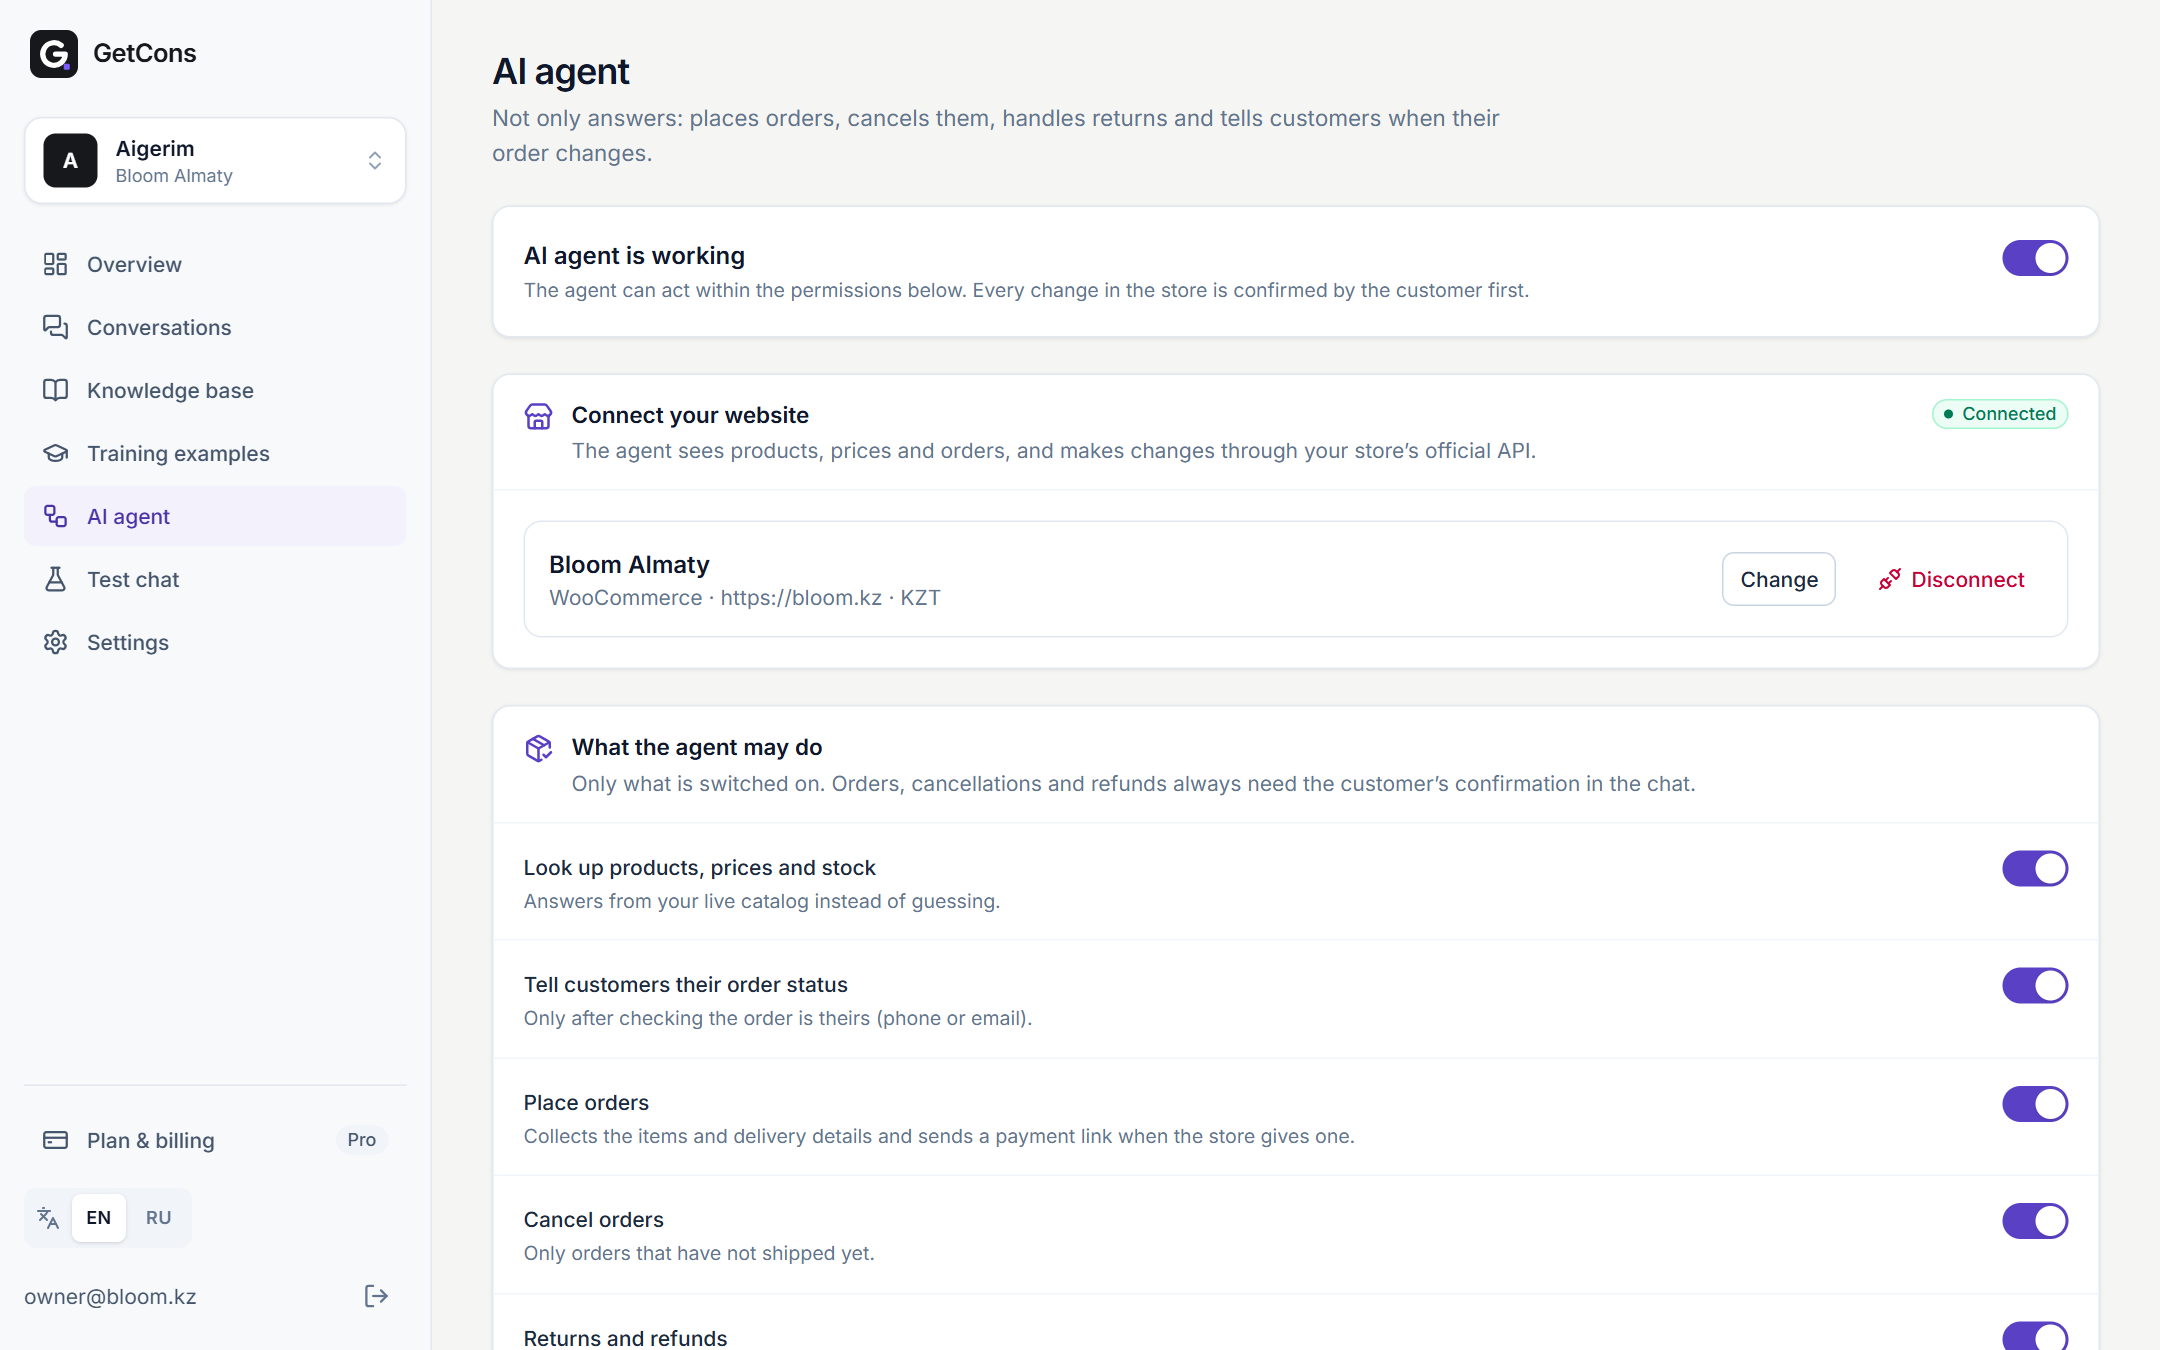 GetCons
A
Aigerim
Bloom Almaty
Overview
Conversations
Knowledge base
Training examples
AI agent
Test chat
Settings
Plan & billing
Pro
EN
RU
owner@bloom.kz
AI agent
Not only answers: places orders, cancels them, handles returns and tells customers when their
order changes.
AI agent is working
The agent can act within the permissions below. Every change in the store is confirmed by the customer first.
Connect your website
Connected
The agent sees products, prices and orders, and makes changes through your store’s official API.
Bloom Almaty
WooCommerce · https://bloom.kz · KZT
Change
Disconnect
What the agent may do
Only what is switched on. Orders, cancellations and refunds always need the customer’s confirmation in the chat.
Look up products, prices and stock
Answers from your live catalog instead of guessing.
Tell customers their order status
Only after checking the order is theirs (phone or email).
Place orders
Collects the items and delivery details and sends a payment link when the store gives one.
Cancel orders
Only orders that have not shipped yet.
Returns and refunds